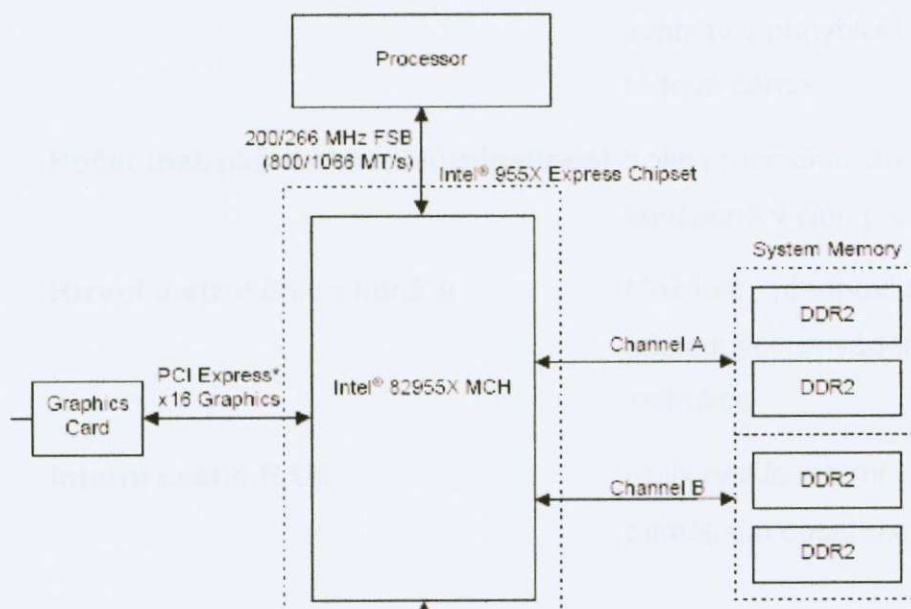 Processor
200/266 MHz FSB
(800/1066 MT/s)
Intel® 955X Express Chipset
System Memory
DDR2
Channel A
PCI Express*
x16 Graphics
Intel® 82955X MCH
DDR2
Graphics
Card
DDR2
Channel B
DDR2